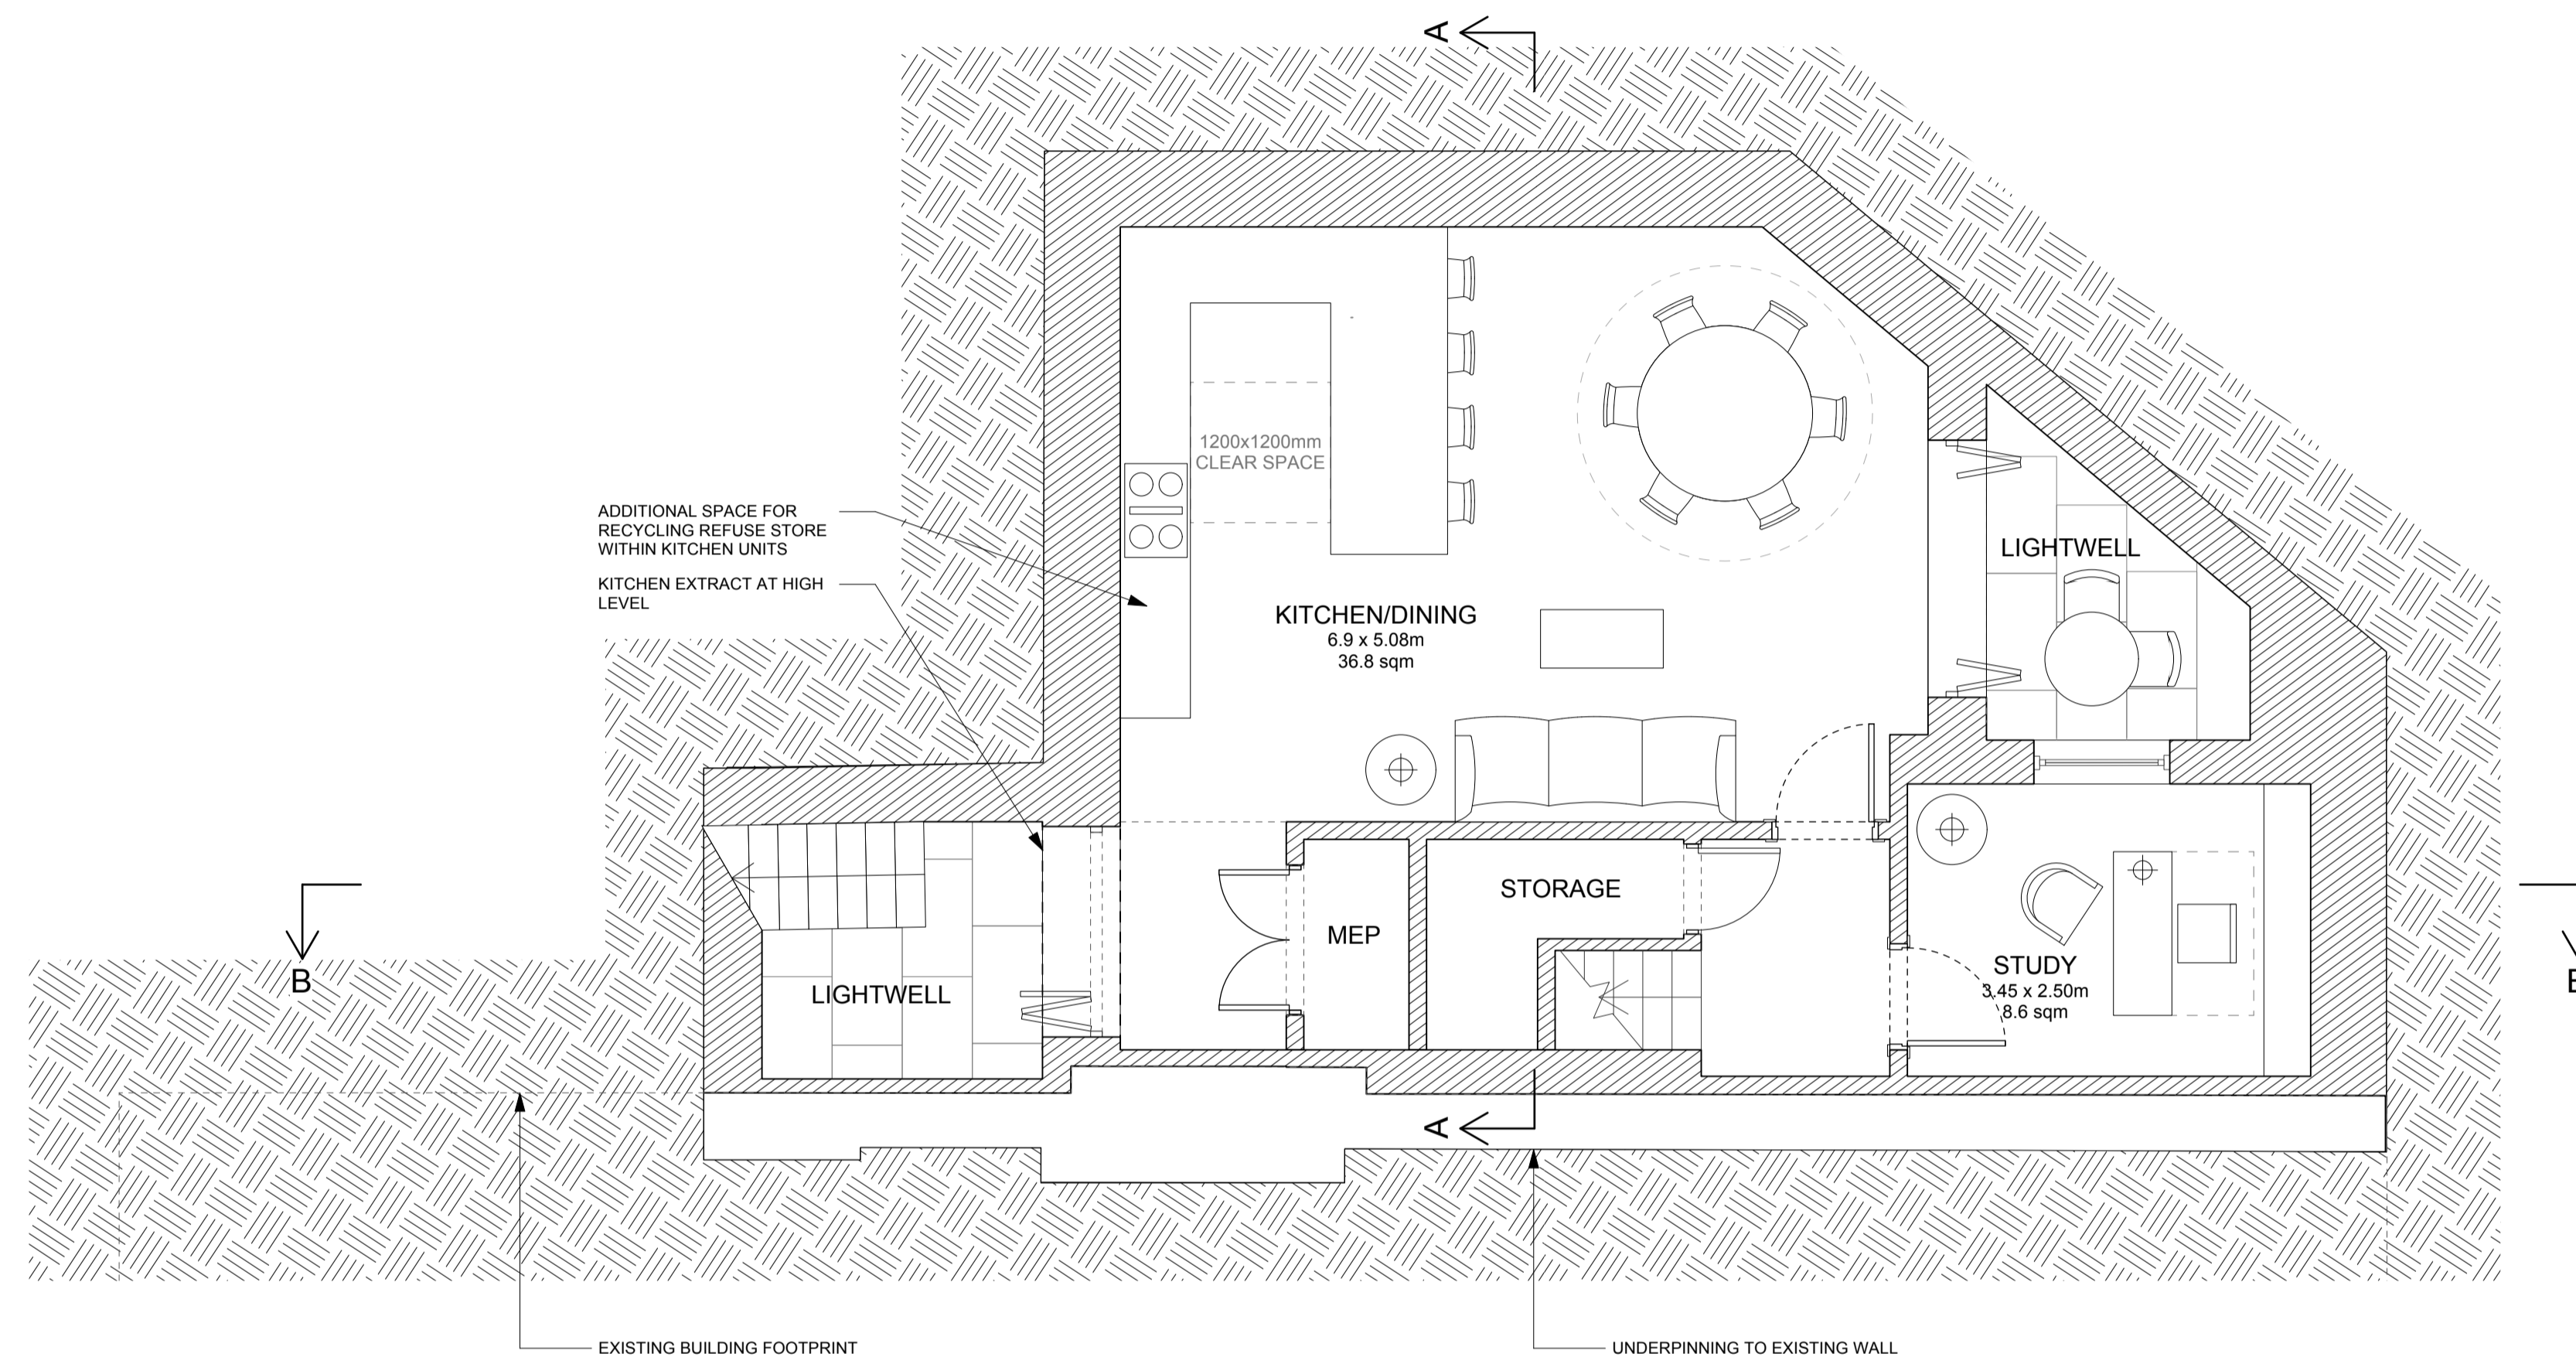 A
1200x1200mm
CLEAR SPACE
ADDITIONAL SPACE FOR
RECYCLING REFUSE STORE
WITHIN KITCHEN UNITS
KITCHEN EXTRACT AT HIGH
LEVEL
LIGHTWELL
KITCHEN/DINING
6.9 x 5.08m
36.8 sqm
STORAGE
MEP
B
LIGHTWELL
STUDY
3.45 x 2.50m
8.6 sqm
A
EXISTING BUILDING FOOTPRINT
UNDERPINNING TO EXISTING WALL